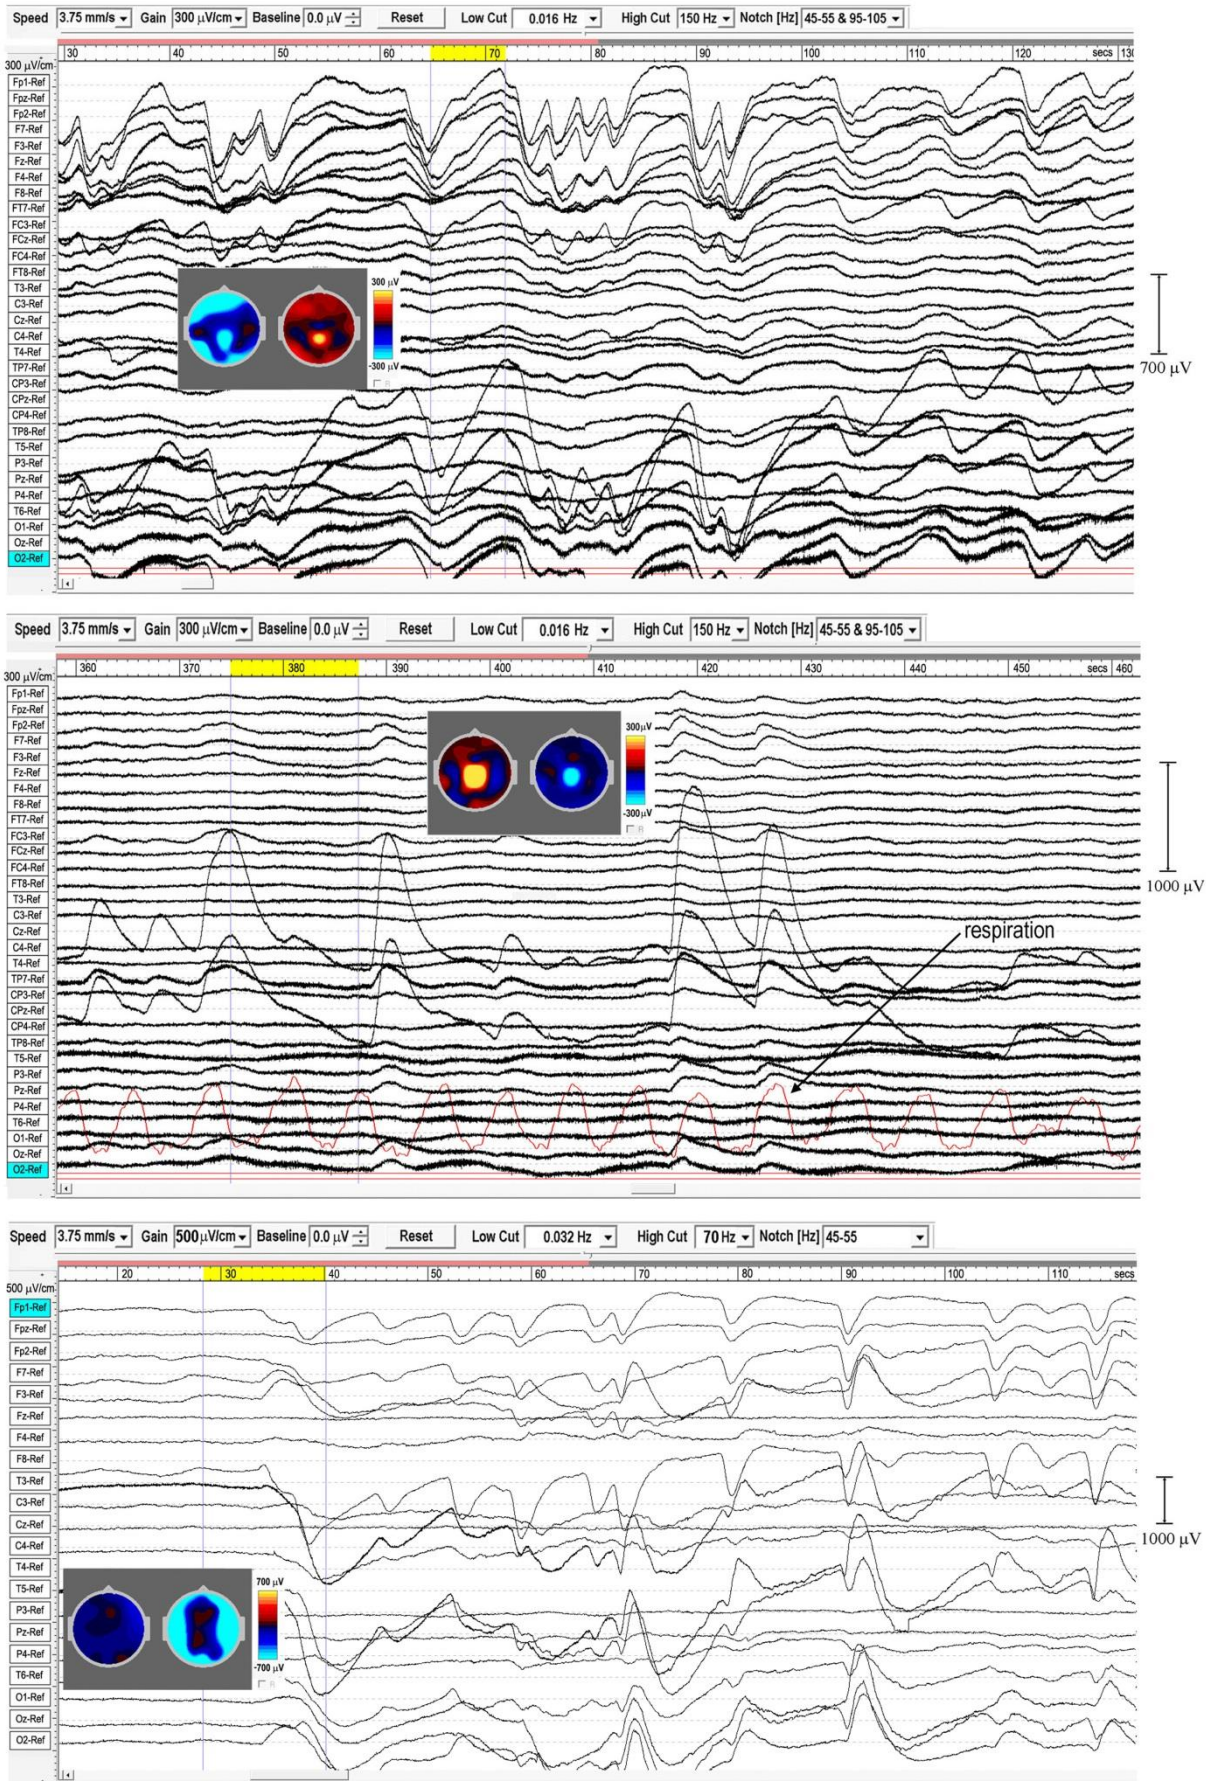 Speed 3.75 mm/s Gain 300 µV/cm Baseline 0.0 µV Reset Low Cut 0.016 Hz High Cut 150 Hz Notch [Hz] 45-55 & 95-105
30 40 50 60 70 80 90 100 110 120 secs 130
300 µV/cm
Fp1-Ref
Fpz-Ref
Fp2-Ref
F7-Ref
F3-Ref
Fz-Ref
F4-Ref
F8-Ref
FT7-Ref
FC3-Ref
FCz-Ref
FC4-Ref
FT8-Ref
T3-Ref
C3-Ref
Cz-Ref
C4-Ref
T4-Ref
TP7-Ref
CP3-Ref
CPz-Ref
CP4-Ref
TP8-Ref
T5-Ref
P3-Ref
Pz-Ref
P4-Ref
T6-Ref
O1-Ref
Oz-Ref
O2-Ref
300 µV
-300 µV
700 µV
Speed 3.75 mm/s Gain 300 µV/cm Baseline 0.0 µV Reset Low Cut 0.016 Hz High Cut 150 Hz Notch [Hz] 45-55 & 95-105
360 370 380 390 400 410 420 430 440 450 secs 460
300 µV/cm
Fp1-Ref
Fpz-Ref
Fp2-Ref
F7-Ref
F3-Ref
Fz-Ref
F4-Ref
F8-Ref
FT7-Ref
FC3-Ref
FCz-Ref
FC4-Ref
FT8-Ref
T3-Ref
C3-Ref
Cz-Ref
C4-Ref
T4-Ref
TP7-Ref
CP3-Ref
CPz-Ref
CP4-Ref
TP8-Ref
T5-Ref
P3-Ref
Pz-Ref
P4-Ref
T6-Ref
O1-Ref
Oz-Ref
O2-Ref
300 µV
-300 µV
1000 µV
respiration
Speed 3.75 mm/s Gain 500 µV/cm Baseline 0.0 µV Reset Low Cut 0.032 Hz High Cut 70 Hz Notch [Hz] 45-55
20 30 40 50 60 70 80 90 100 110 secs
500 µV/cm
Fp1-Ref
Fpz-Ref
Fp2-Ref
F7-Ref
F3-Ref
Fz-Ref
F4-Ref
F8-Ref
T3-Ref
C3-Ref
Cz-Ref
C4-Ref
T4-Ref
T5-Ref
P3-Ref
Pz-Ref
P4-Ref
T6-Ref
O1-Ref
Oz-Ref
O2-Ref
700 µV
-700 µV
1000 µV